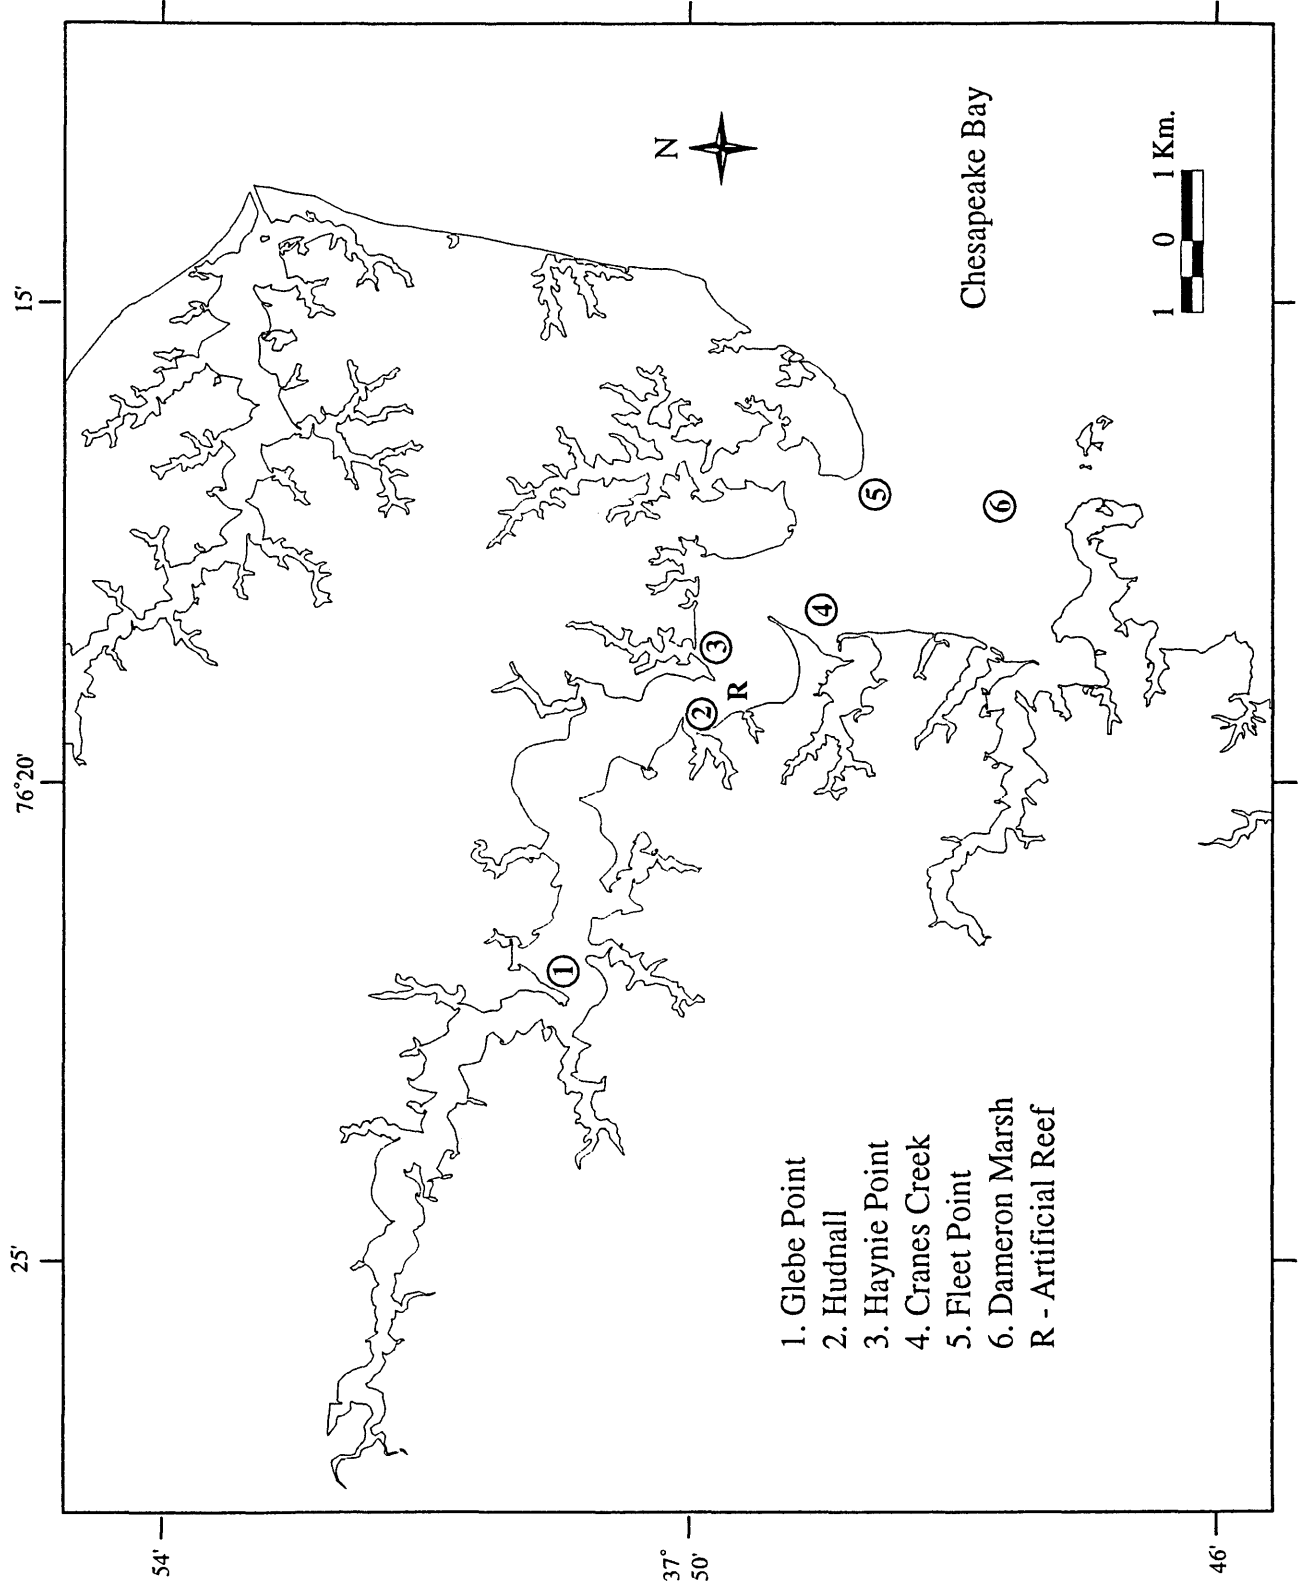 15'
76°20'
25'
54'
37°
50'
46'
N
Chesapeake Bay
1 0 1 Km.
1
2
3
4
5
6
R
1. Glebe Point
2. Hudnall
3. Haynie Point
4. Cranes Creek
5. Fleet Point
6. Dameron Marsh
R - Artificial Reef